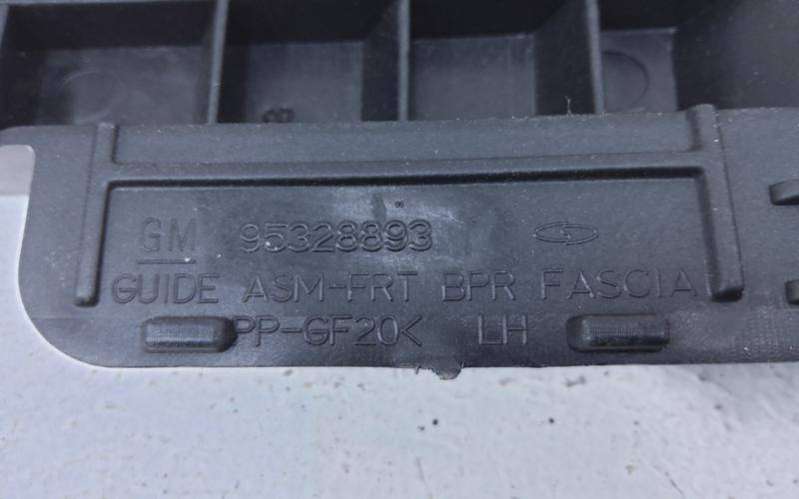 GM 95328893
GUIDE ASM-FRT BPR FASCIA
PP-GF20< LH